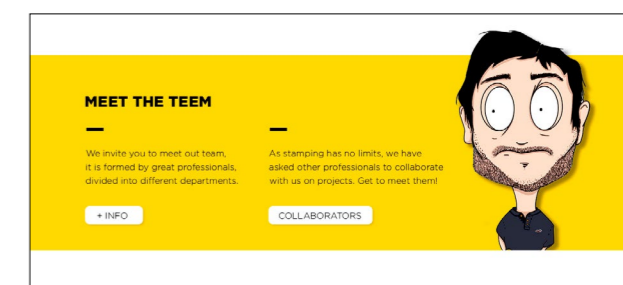 MEET THE TEEM
We invite you to meet out team,
it is formed by great professionals,
divided into different departments.
+ INFO
As stamping has no limits, we have
asked other professionals to collaborate
with us on projects. Get to meet them!
COLLABORATORS